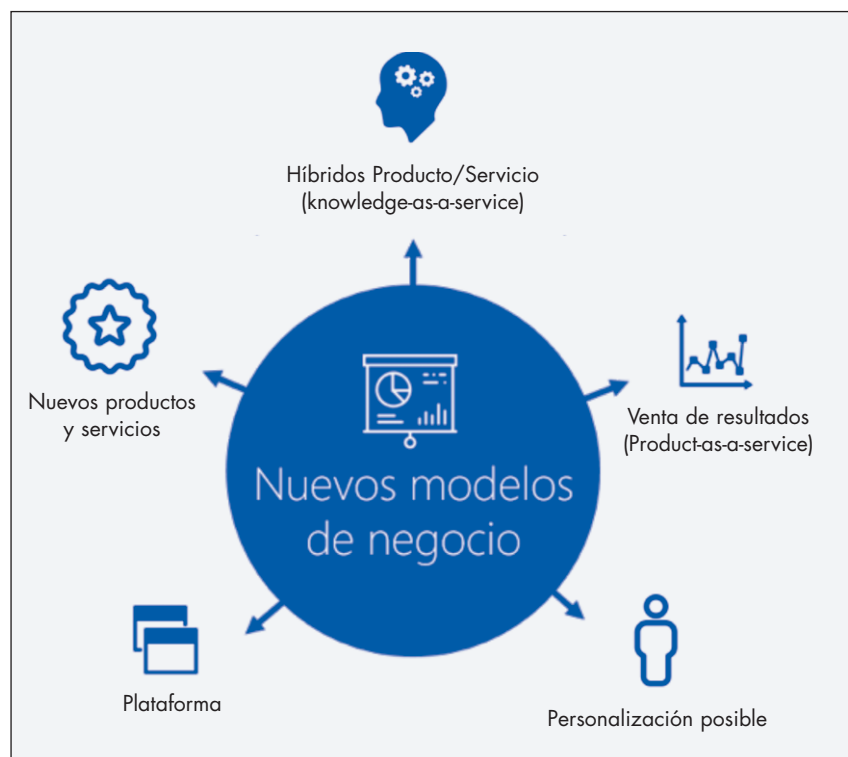 Híbridos Producto/Servicio
(knowledge-as-a-service)
Nuevos productos
y servicios
Venta de resultados
(Product-as-a-service)
Nuevos modelos
de negocio
Plataforma
Personalización posible